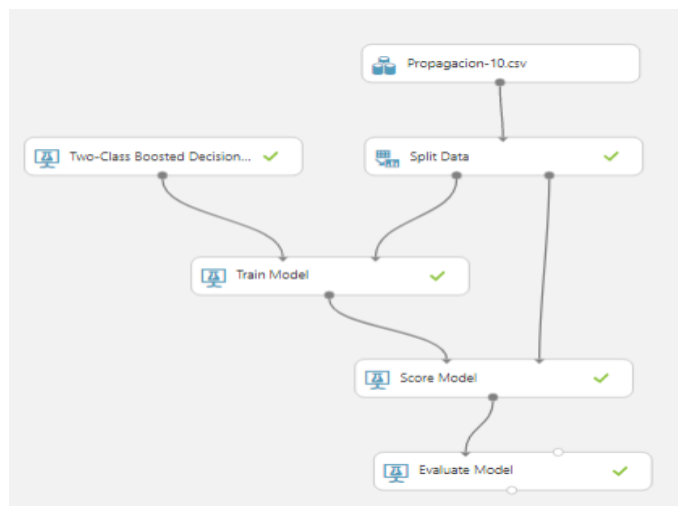 Propagacion-10.csv
Two-Class Boosted Decision...
Split Data
Train Model
Score Model
Evaluate Model